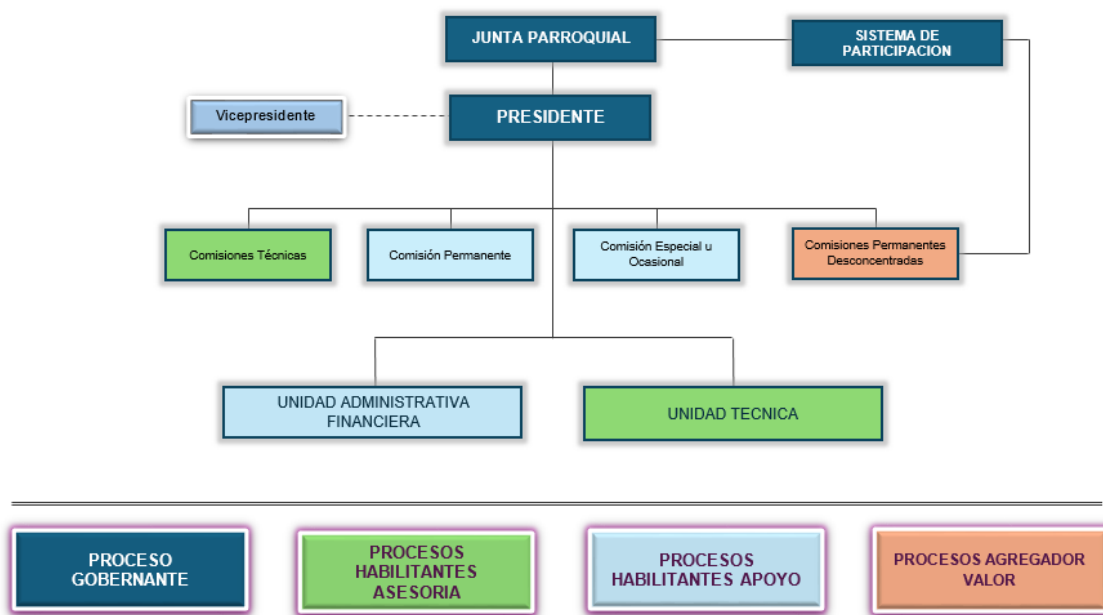 JUNTA PARROQUIAL
SISTEMA DE
PARTICIPACION
Vicepresidente
PRESIDENTE
Comisiones Técnicas
Comisión Permanente
Comisión Especial u
Ocasional
Comisiones Permanentes
Desconcentradas
UNIDAD ADMINISTRATIVA
FINANCIERA
UNIDAD TECNICA
PROCESO
GOBERNANTE
PROCESOS
HABILITANTES
ASESORIA
PROCESOS
HABILITANTES APOYO
PROCESOS AGREGADOR
VALOR